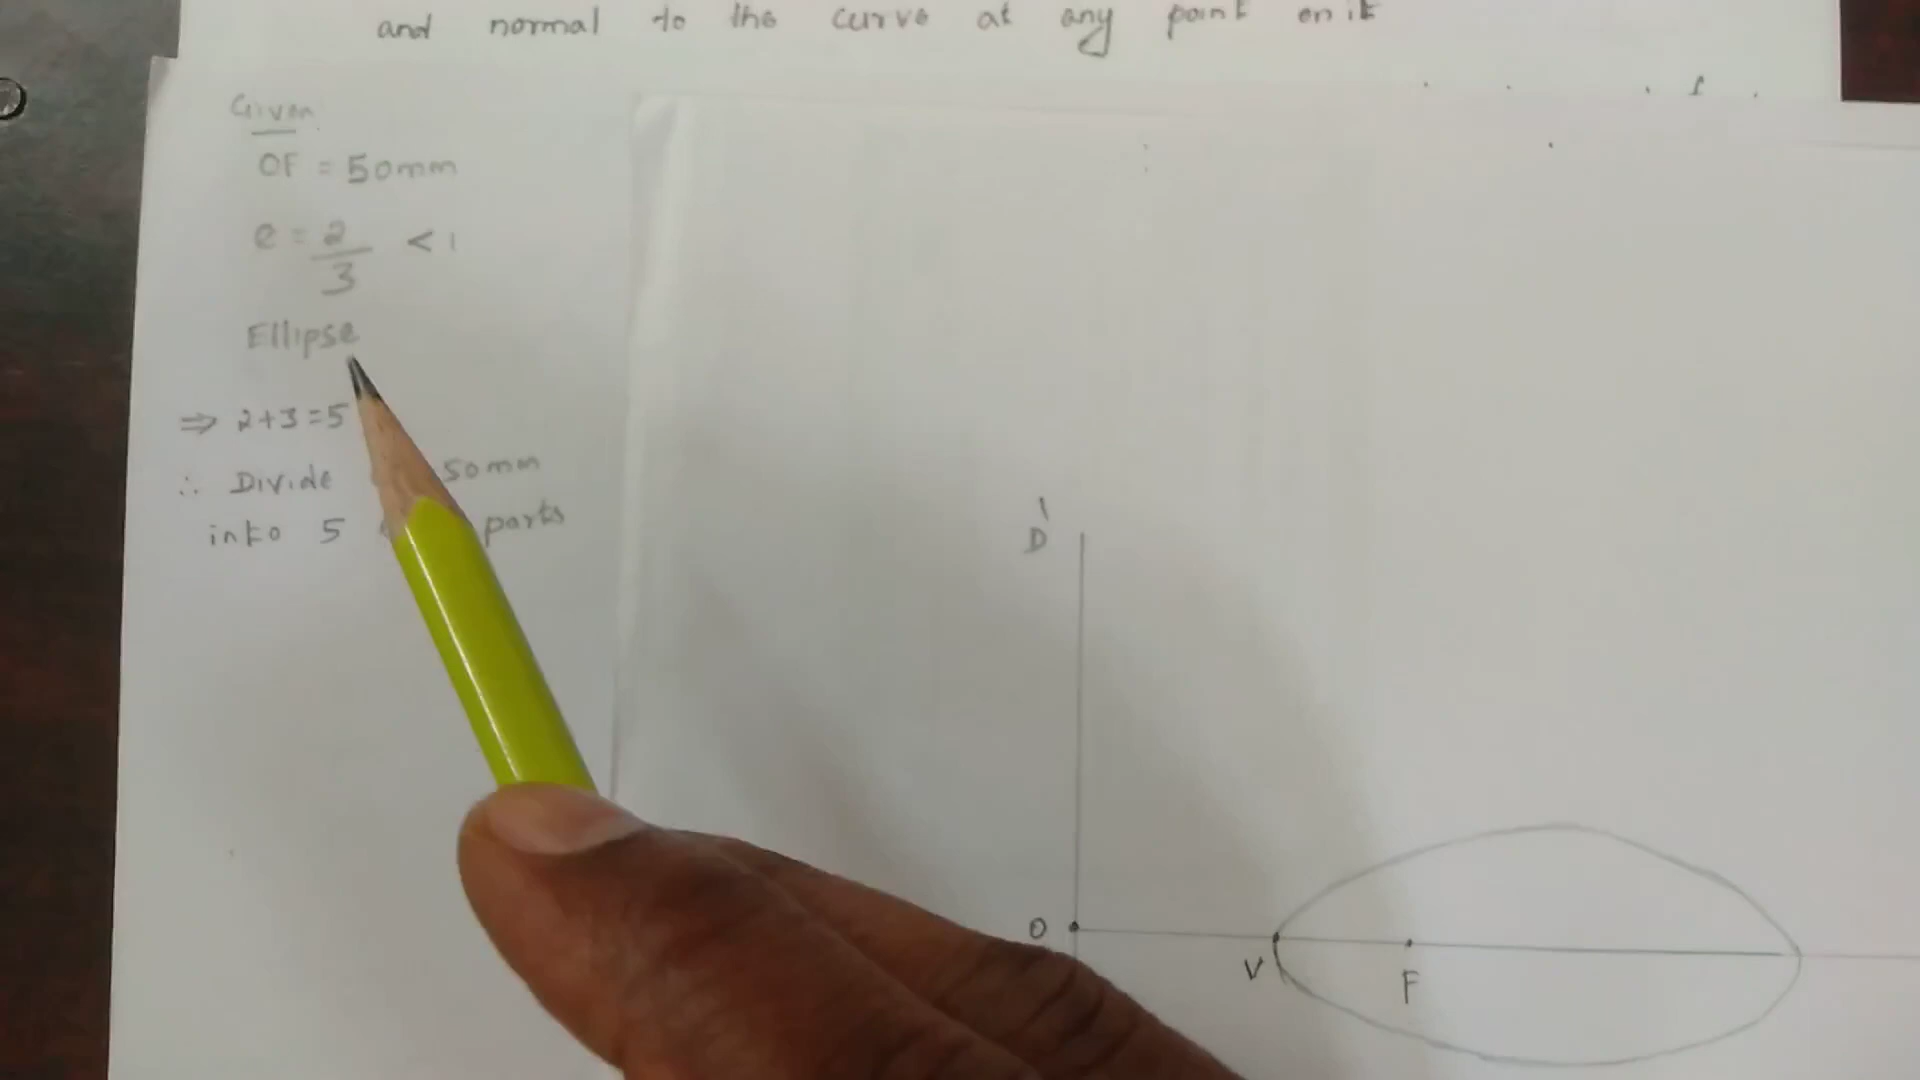 and normal to the curve at any point on it
Given
OF = 50mm
e = 2/3 < 1
Ellipse
⇒ 2+3=5
∴ Divide 50mm
into 5 parts
D'
O
V
F